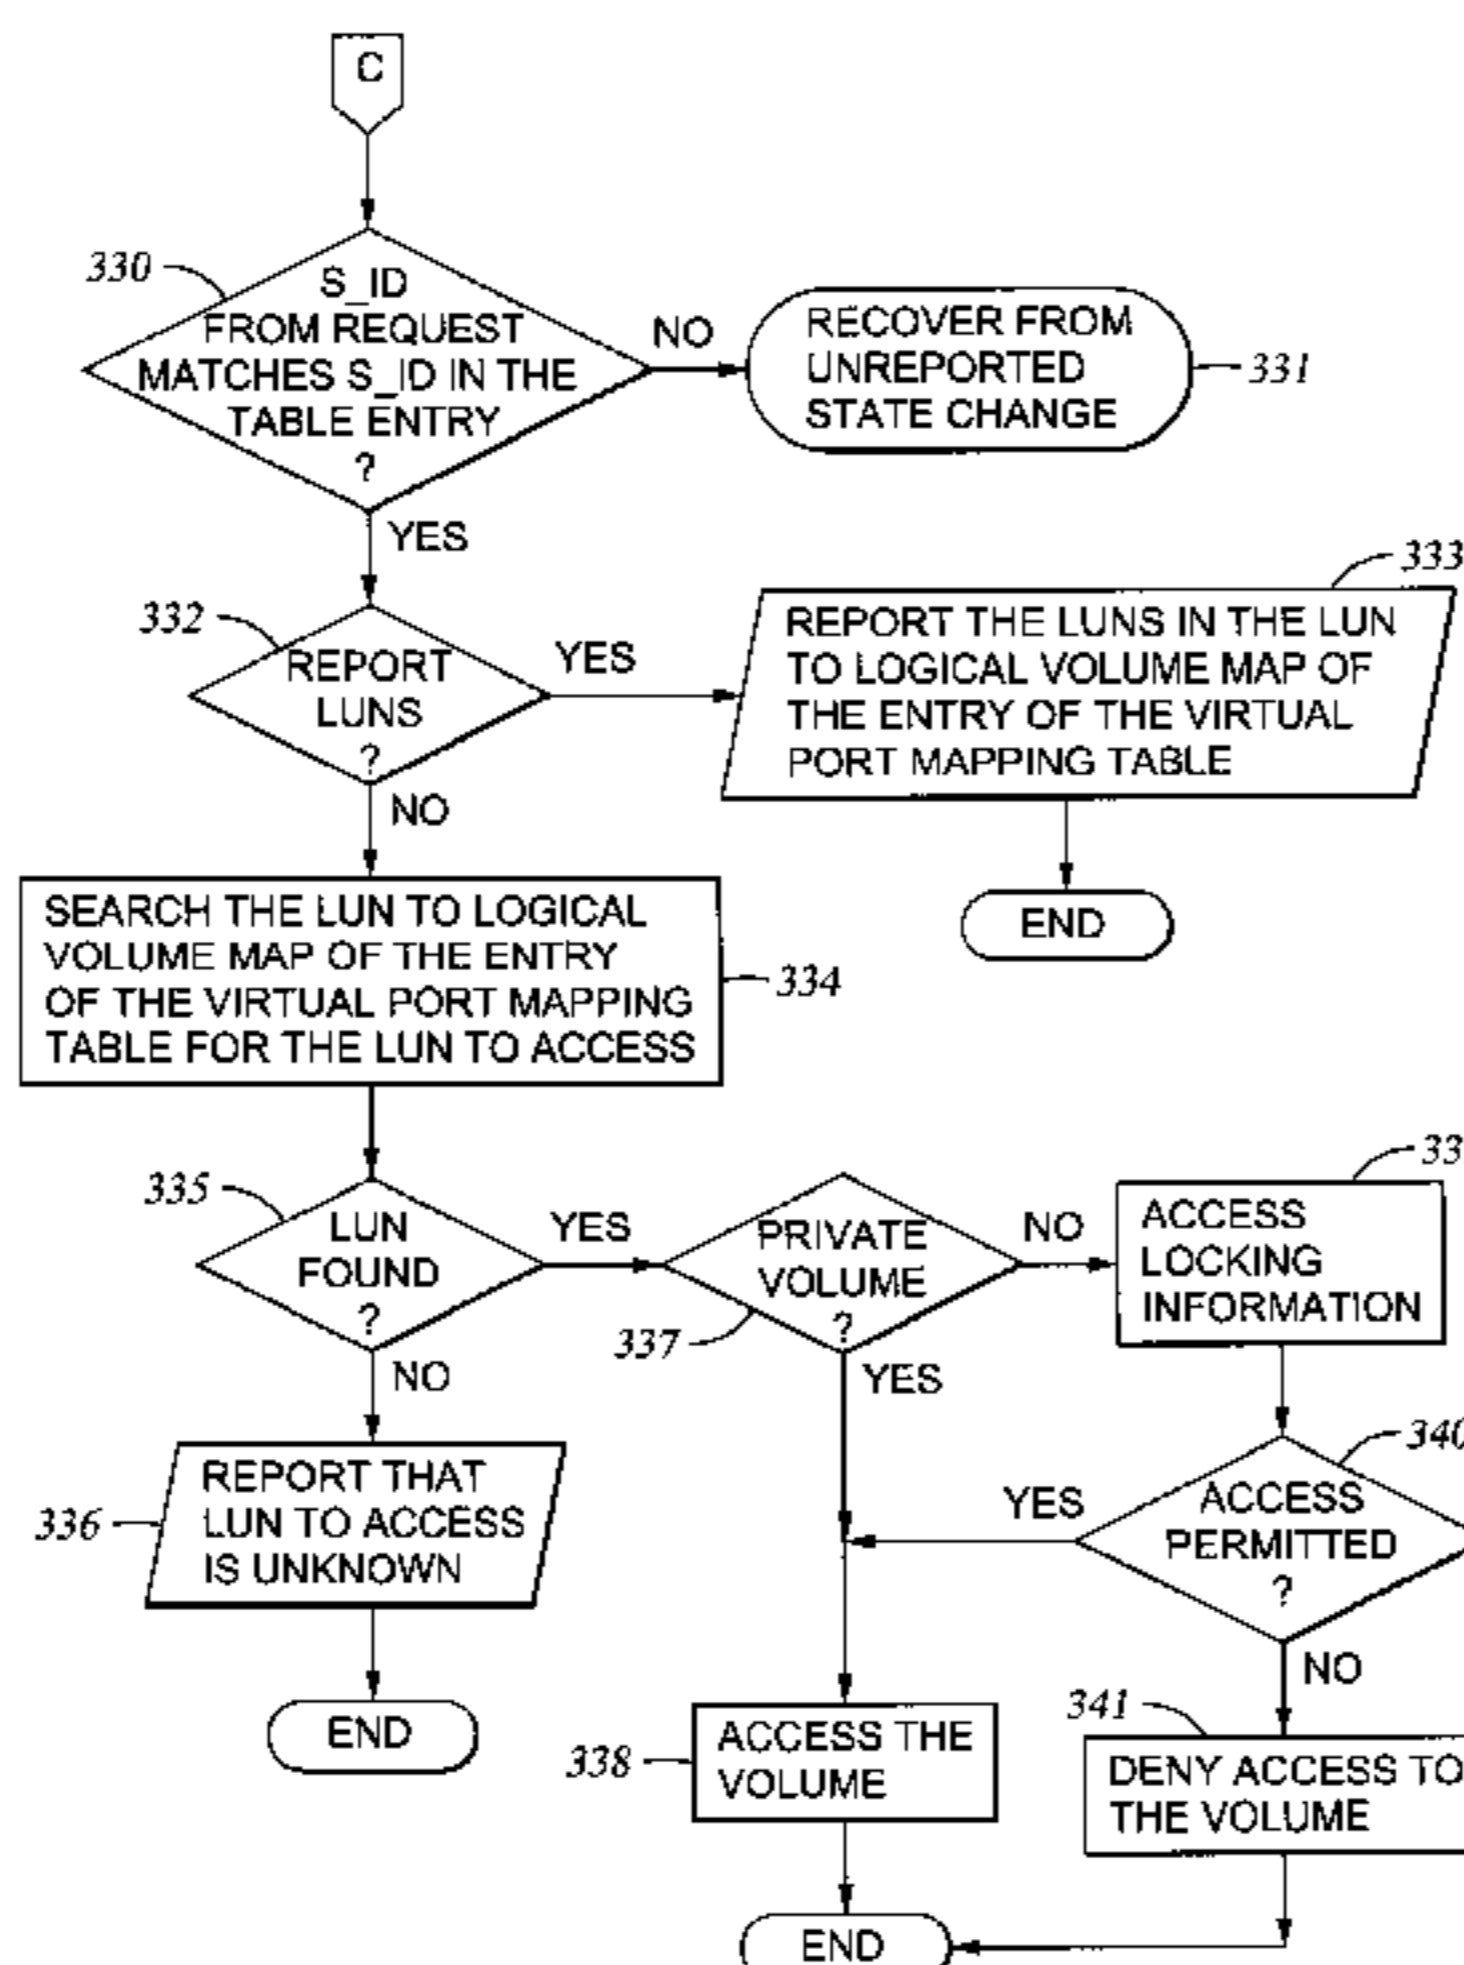 C
330
S_ID
FROM REQUEST
MATCHES S_ID IN THE
TABLE ENTRY
?
NO
RECOVER FROM
UNREPORTED
STATE CHANGE
331
YES
332
REPORT
LUNS
?
YES
333
REPORT THE LUNS IN THE LUN
TO LOGICAL VOLUME MAP OF
THE ENTRY OF THE VIRTUAL
PORT MAPPING TABLE
END
NO
SEARCH THE LUN TO LOGICAL
VOLUME MAP OF THE ENTRY
OF THE VIRTUAL PORT MAPPING
TABLE FOR THE LUN TO ACCESS
334
335
LUN
FOUND
?
YES
PRIVATE
VOLUME
?
337
NO
ACCESS
LOCKING
INFORMATION
NO
YES
336
REPORT THAT
LUN TO ACCESS
IS UNKNOWN
END
340
ACCESS
PERMITTED
?
YES
NO
338
ACCESS THE
VOLUME
341
DENY ACCESS TO
THE VOLUME
END